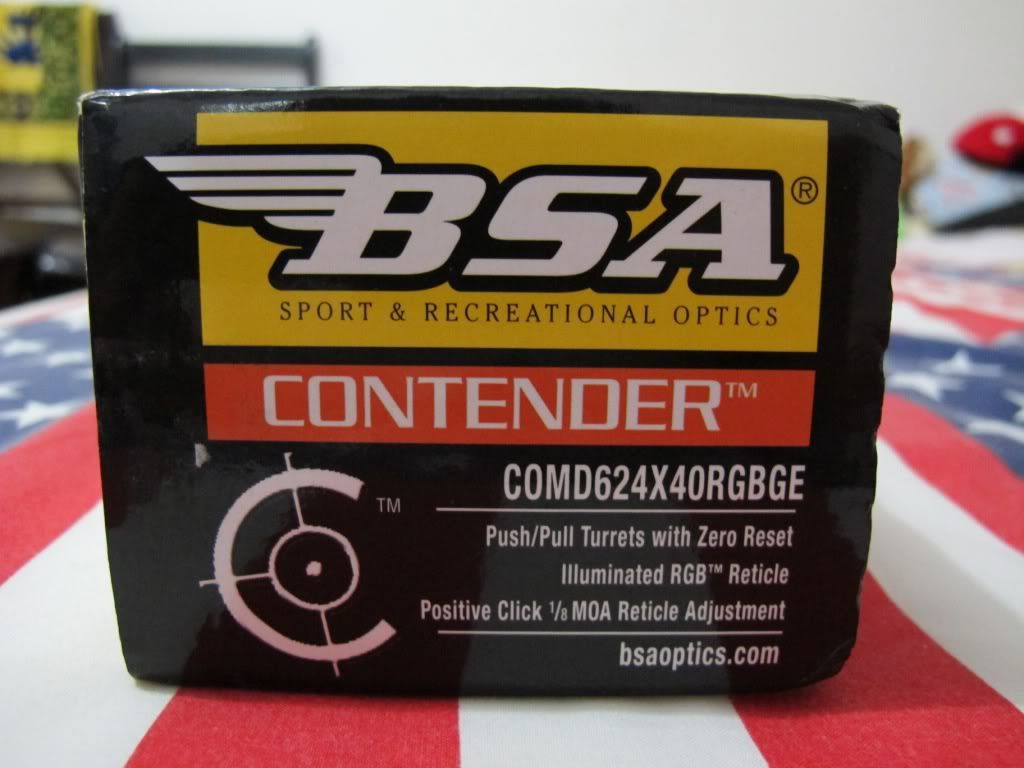 BSA®
SPORT & RECREATIONAL OPTICS
CONTENDER™
COMD624X40RGBGE
TM
Push/Pull Turrets with Zero Reset
Illuminated RGB™ Reticle
Positive Click 1/8 MOA Reticle Adjustment
bsaoptics.com